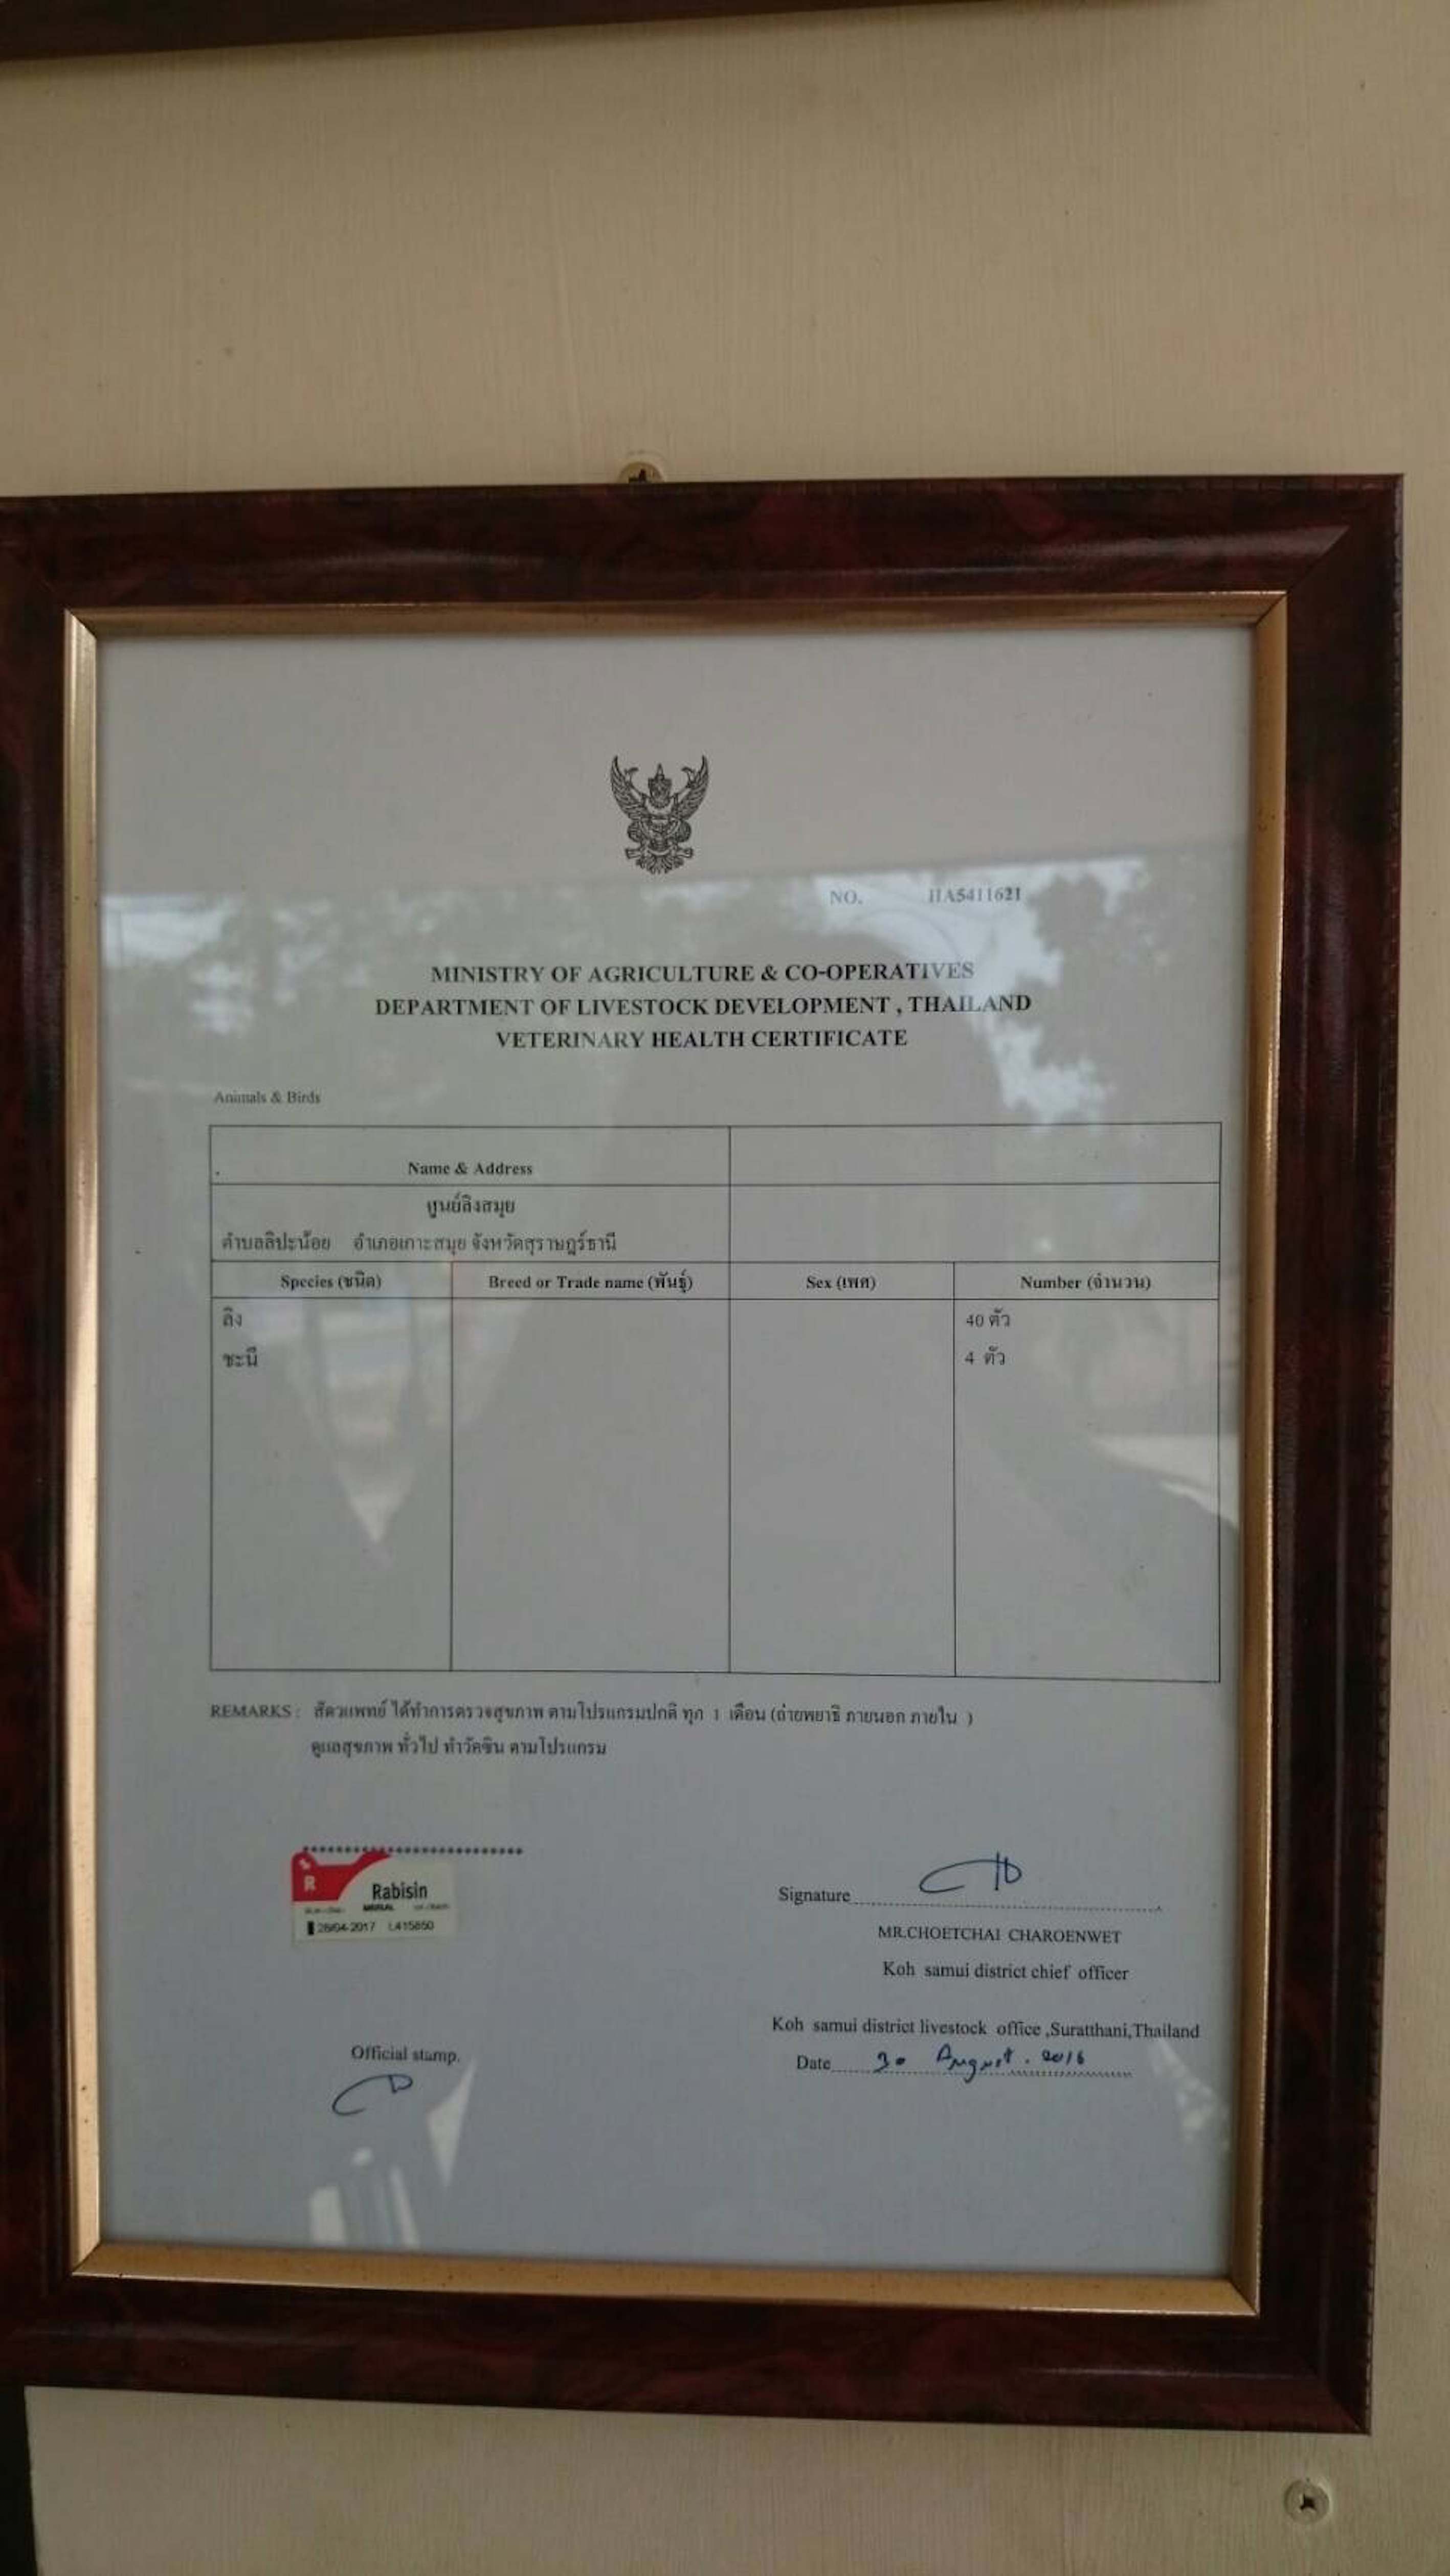 NO. HA5411621
MINISTRY OF AGRICULTURE & CO-OPERATIVES
DEPARTMENT OF LIVESTOCK DEVELOPMENT , THAILAND
VETERINARY HEALTH CERTIFICATE
Animals & Birds
Name & Address
ศูนย์ลิงสมุย
ตำบลลิปะน้อย อำเภอเกาะสมุย จังหวัดสุราษฎร์ธานี
Species (ชนิด) Breed or Trade name (พันธุ์) Sex (เพศ) Number (จำนวน)
ลิง 40 ตัว
ชะนี 4 ตัว
REMARKS : สัตวแพทย์ ได้ทำการตรวจสุขภาพ ตามโปรแกรมปกติ ทุก 1 เดือน (ถ่ายพยาธิ ภายนอก ภายใน )
ดูแลสุขภาพ ทั่วไป ทำวัคซิน ตามโปรแกรม
R Rabisin
MERIAL
26/04-2017 L415850
Signature
MR.CHOETCHAI CHAROENWET
Koh samui district chief officer
Koh samui district livestock office ,Suratthani,Thailand
Official stamp.
Date 30 August . 2016